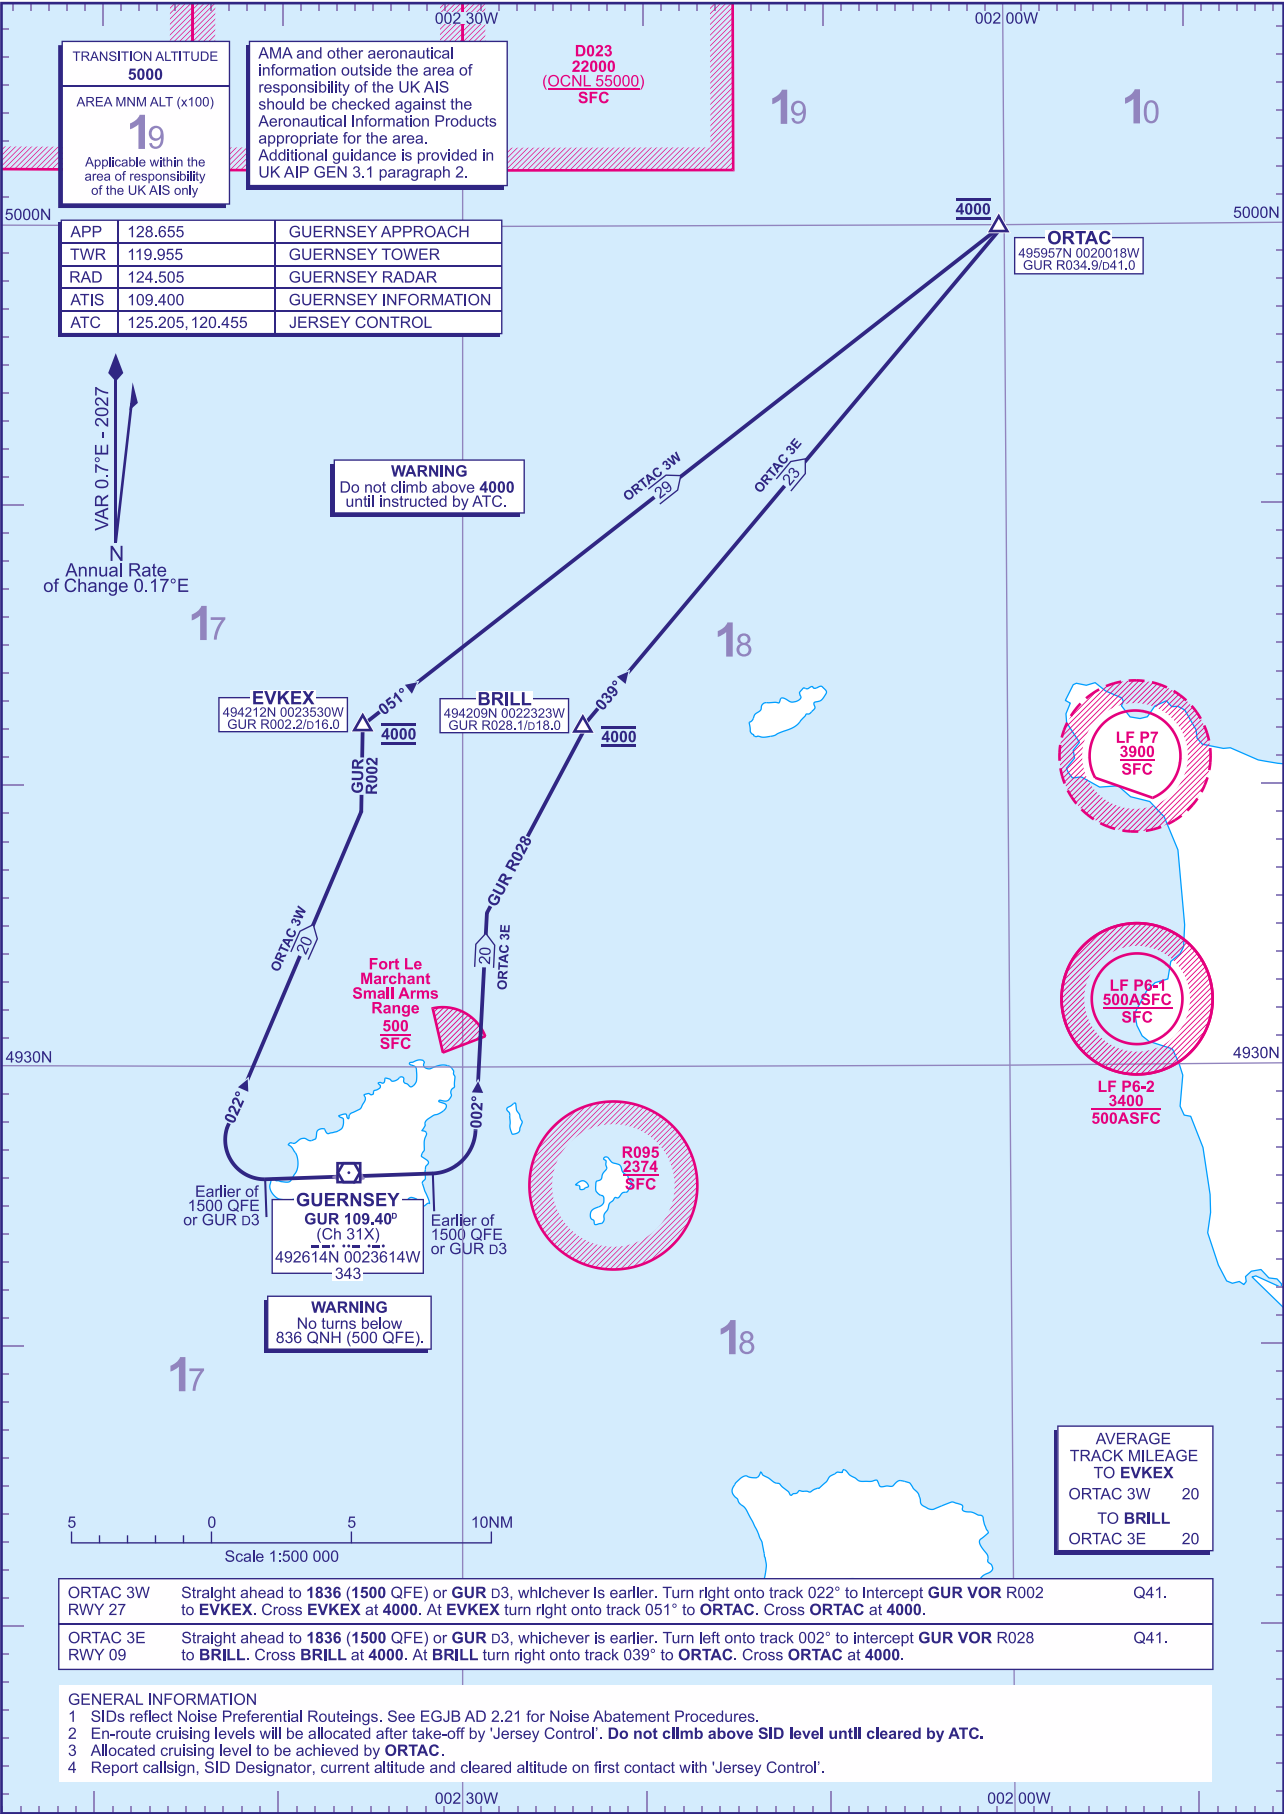 002 30W
002 00W
TRANSITION ALTITUDE
5000
AREA MNM ALT (x100)
19
Applicable within the
area of responsibility
of the UK AIS only
AMA and other aeronautical
information outside the area of
responsibility of the UK AIS
should be checked against the
Aeronautical Information Products
appropriate for the area.
Additional guidance is provided in
UK AIP GEN 3.1 paragraph 2.
D023
22000
(OCNL 55000)
SFC
19
10
5000N
5000N
4000
ORTAC
495957N 0020018W
GUR R034.9/D41.0
APP 128.655 GUERNSEY APPROACH
TWR 119.955 GUERNSEY TOWER
RAD 124.505 GUERNSEY RADAR
ATIS 109.400 GUERNSEY INFORMATION
ATC 125.205, 120.455 JERSEY CONTROL
VAR 0.7°E - 2027
N
Annual Rate
of Change 0.17°E
WARNING
Do not climb above 4000
until instructed by ATC.
ORTAC 3W
29
ORTAC 3E
23
17
18
EVKEX
494212N 0023530W
GUR R002.2/D16.0
051°
4000
BRILL
494209N 0022323W
GUR R028.1/D18.0
039°
4000
GUR
R002
GUR R028
LF P7
3900
SFC
ORTAC 3W
20
20
ORTAC 3E
Fort Le
Marchant
Small Arms
Range
500
SFC
LF P6-1
500ASFC
SFC
4930N
4930N
LF P6-2
3400
500ASFC
022°
002°
R095
2374
SFC
Earlier of
1500 QFE
or GUR D3
GUERNSEY
GUR 109.40D
(Ch 31X)
492614N 0023614W
343
Earlier of
1500 QFE
or GUR D3
WARNING
No turns below
836 QNH (500 QFE).
17
18
AVERAGE
TRACK MILEAGE
TO EVKEX
ORTAC 3W 20
TO BRILL
ORTAC 3E 20
5 0 5 10NM
Scale 1:500 000
ORTAC 3W Straight ahead to 1836 (1500 QFE) or GUR D3, whichever is earlier. Turn right onto track 022° to intercept GUR VOR R002 Q41.
RWY 27 to EVKEX. Cross EVKEX at 4000. At EVKEX turn right onto track 051° to ORTAC. Cross ORTAC at 4000.
ORTAC 3E Straight ahead to 1836 (1500 QFE) or GUR D3, whichever is earlier. Turn left onto track 002° to intercept GUR VOR R028 Q41.
RWY 09 to BRILL. Cross BRILL at 4000. At BRILL turn right onto track 039° to ORTAC. Cross ORTAC at 4000.
GENERAL INFORMATION
1 SIDs reflect Noise Preferential Routeings. See EGJB AD 2.21 for Noise Abatement Procedures.
2 En-route cruising levels will be allocated after take-off by 'Jersey Control'. Do not climb above SID level until cleared by ATC.
3 Allocated cruising level to be achieved by ORTAC.
4 Report callsign, SID Designator, current altitude and cleared altitude on first contact with 'Jersey Control'.
002 30W
002 00W